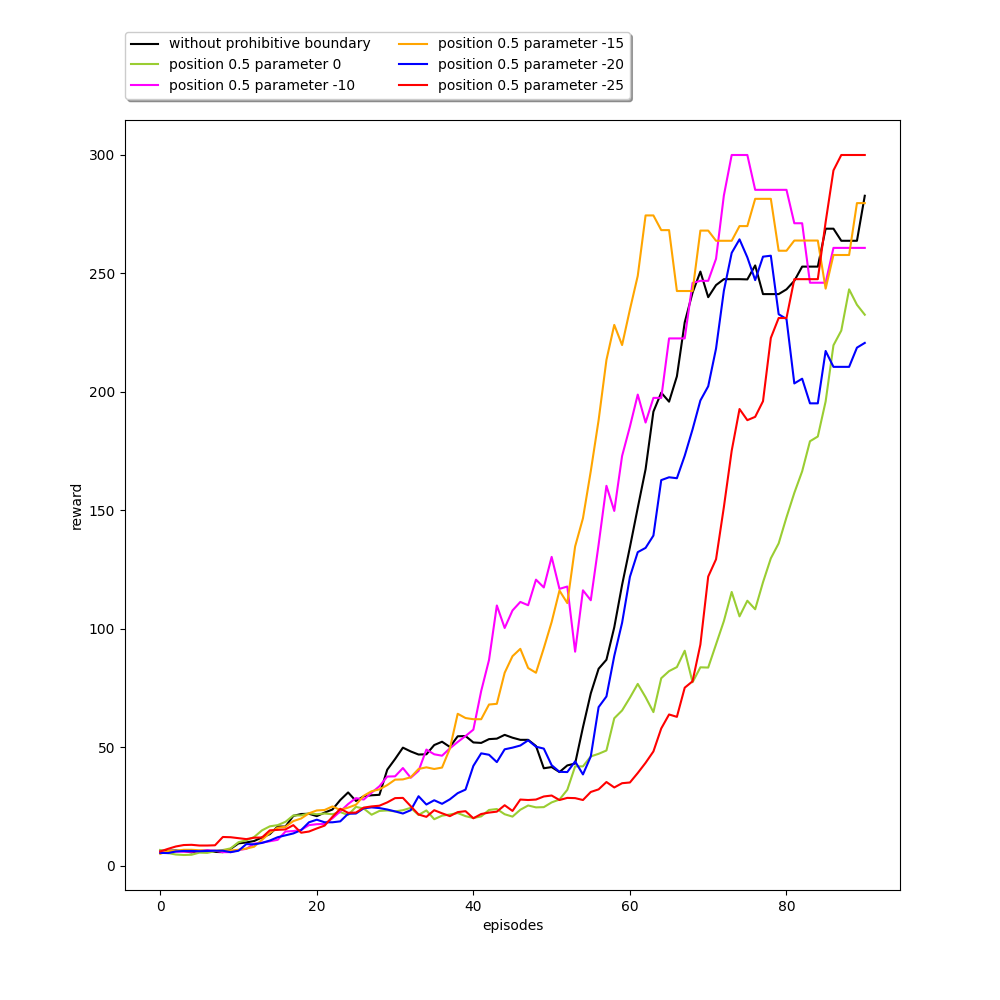 without prohibitive boundary
position 0.5 parameter 0
position 0.5 parameter -10
position 0.5 parameter -15
position 0.5 parameter -20
position 0.5 parameter -25
300
250
200
150
100
50
0
reward
0 20 40 60 80
episodes